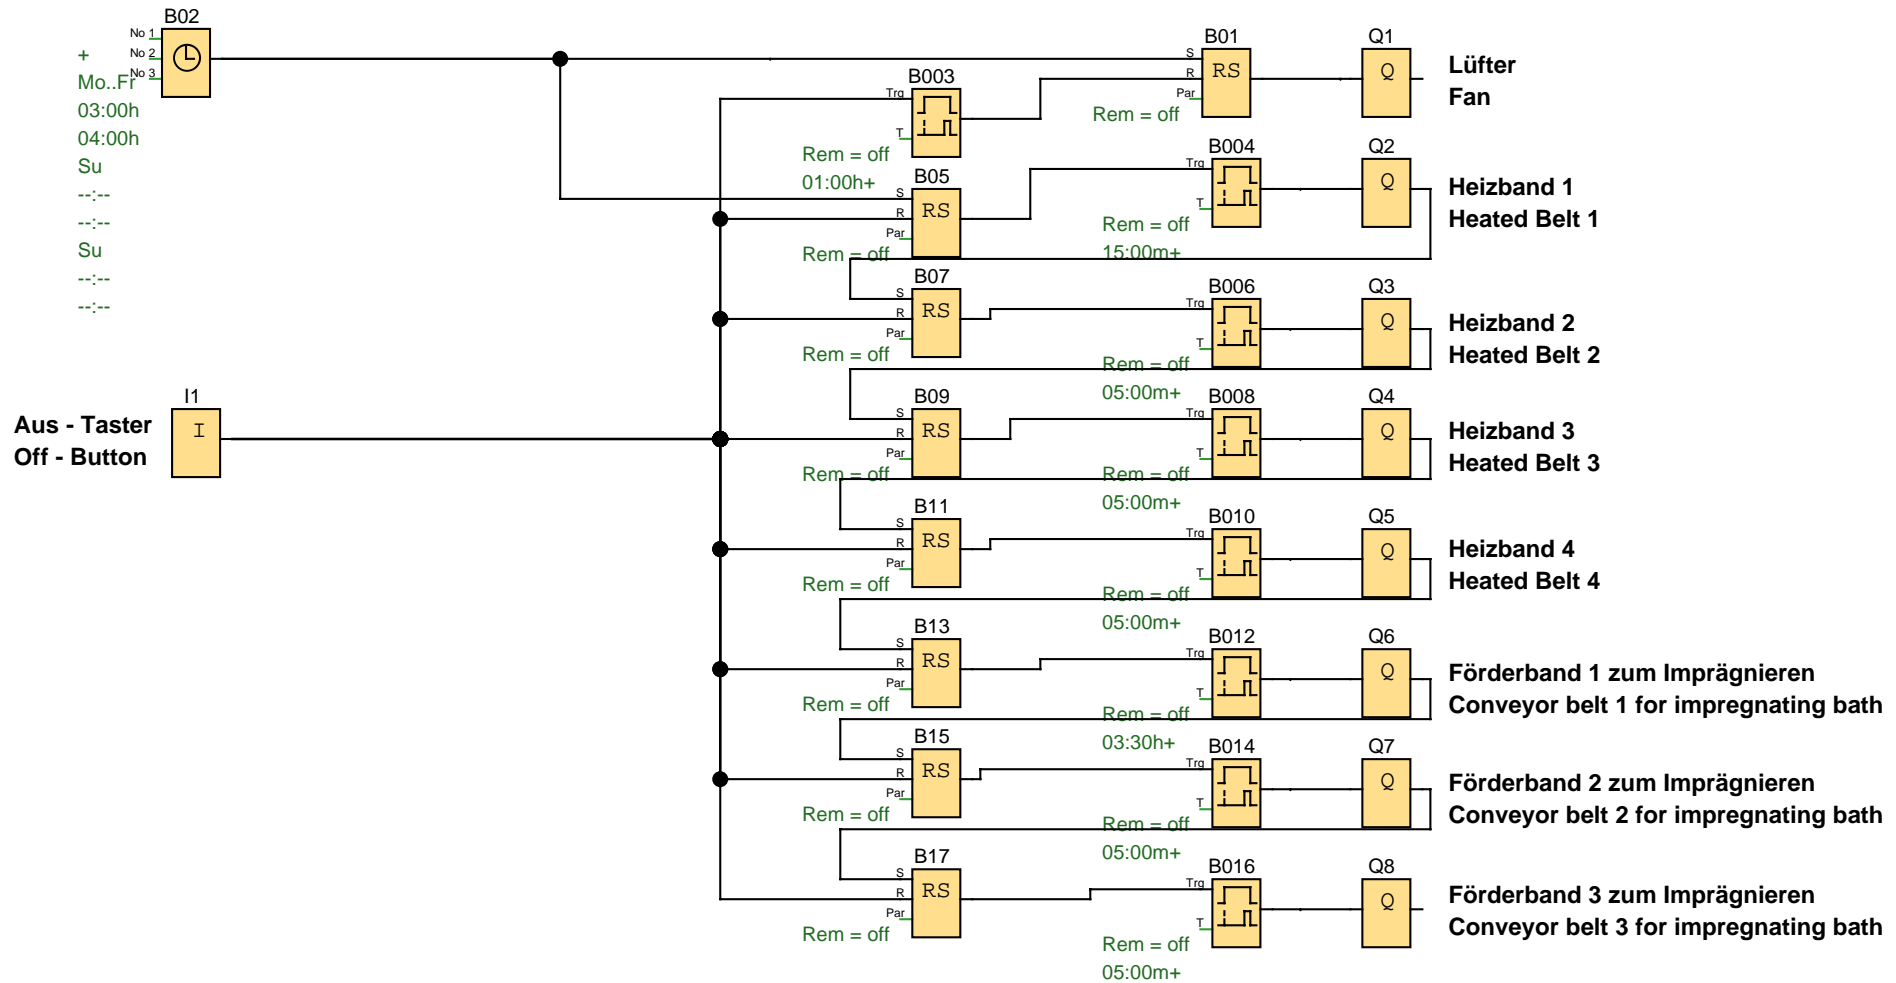 B02
No 1
No 2
No 3
+
Mo..Fr
03:00h
04:00h
Su
--:--
--:--
Su
--:--
--:--
I1
I
Aus - Taster
Off - Button
B003
Trg
T
Rem = off
01:00h+
B01
S
R
Par
RS
Rem = off
Q1
Q
Lüfter
Fan
B05
S
R
Par
RS
Rem = off
B004
Trg
T
Rem = off
15:00m+
Q2
Q
Heizband 1
Heated Belt 1
B07
S
R
Par
RS
Rem = off
B006
Trg
T
Rem = off
05:00m+
Q3
Q
Heizband 2
Heated Belt 2
B09
S
R
Par
RS
Rem = off
B008
Trg
T
Rem = off
05:00m+
Q4
Q
Heizband 3
Heated Belt 3
B11
S
R
Par
RS
Rem = off
B010
Trg
T
Rem = off
05:00m+
Q5
Q
Heizband 4
Heated Belt 4
B13
S
R
Par
RS
Rem = off
B012
Trg
T
Rem = off
03:30h+
Q6
Q
Förderband 1 zum Imprägnieren
Conveyor belt 1 for impregnating bath
B15
S
R
Par
RS
Rem = off
B014
Trg
T
Rem = off
05:00m+
Q7
Q
Förderband 2 zum Imprägnieren
Conveyor belt 2 for impregnating bath
B17
S
R
Par
RS
Rem = off
B016
Trg
T
Rem = off
05:00m+
Q8
Q
Förderband 3 zum Imprägnieren
Conveyor belt 3 for impregnating bath